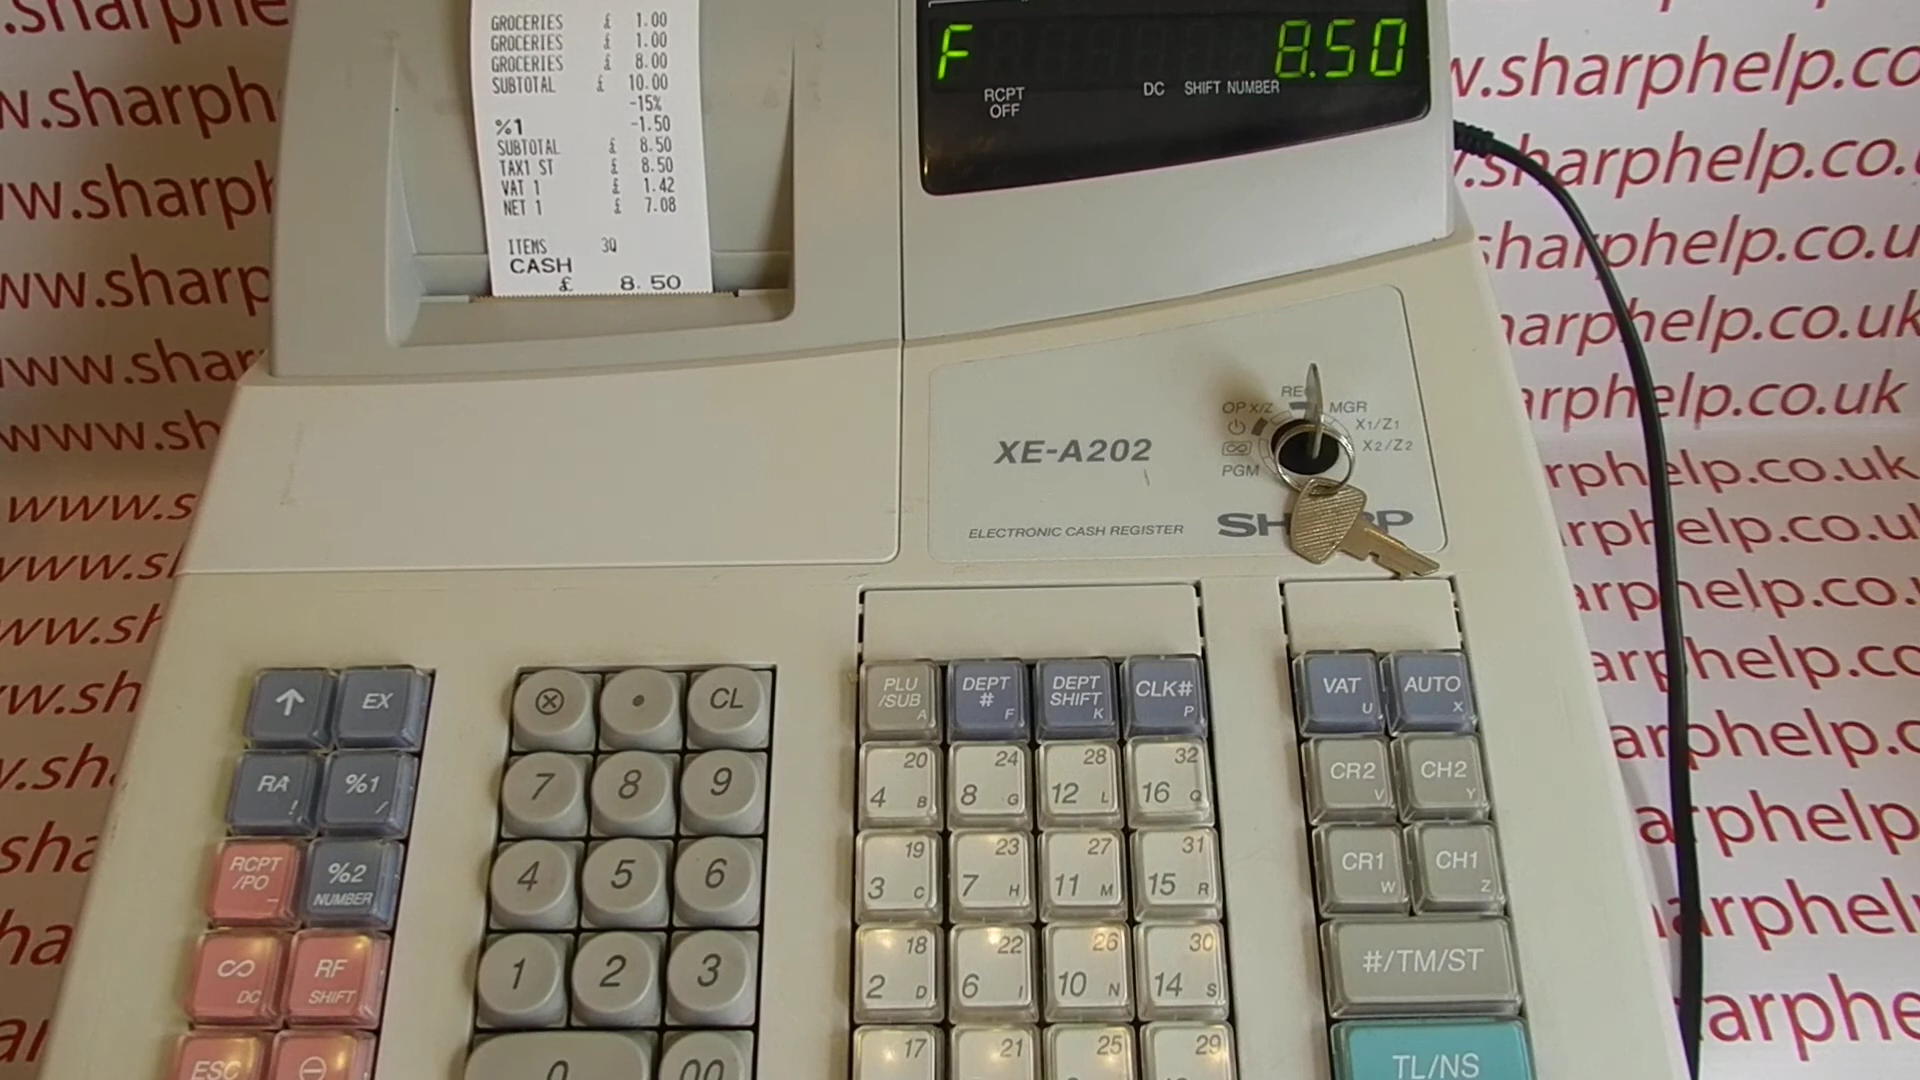 GROCERIES £ 1.00
GROCERIES £ 1.00
GROCERIES £ 8.00
SUBTOTAL £ 10.00
-15%
%1 -1.50
SUBTOTAL £ 8.50
TAX1 ST £ 8.50
VAT 1 £ 1.42
NET 1 £ 7.08
ITEMS 3Q
CASH
£ 8.50
F 8.50
RCPT OFF
DC SHIFT NUMBER
www.sharphelp.co.uk
XE-A202
ELECTRONIC CASH REGISTER
SHARP
OP X/Z
MGR
X1/Z1
X2/Z2
PGM
↑ EX
RA !
%1 /
RCPT /PO -
%2 NUMBER
DC
RF SHIFT
ESC ⊖
⊗ • CL
7 8 9
4 5 6
1 2 3
0 00
PLU /SUB A
DEPT # F
DEPT SHIFT K
CLK# P
20 4 B
24 8 G
28 12 L
32 16 Q
19 3 C
23 7 H
27 11 M
31 15 R
18 2 D
22 6 I
26 10 N
30 14 S
17 21 25 29
VAT U
AUTO X
CR2 V
CH2 Y
CR1 W
CH1 Z
#/TM/ST
TL/NS